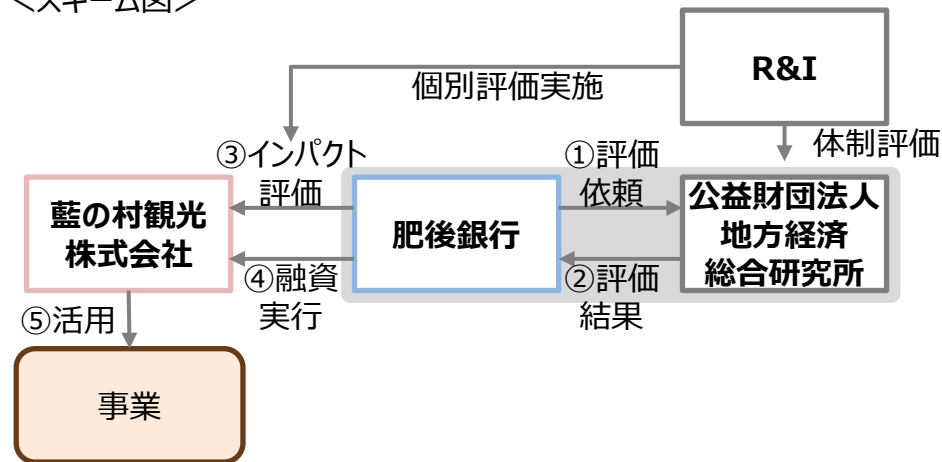 ＜スキーム図＞
R&I
個別評価実施
体制評価
③インパクト
評価
①評価
依頼
藍の村観光
株式会社
肥後銀行
公益財団法人
地方経済
総合研究所
④融資
実行
②評価
結果
⑤活用
事業